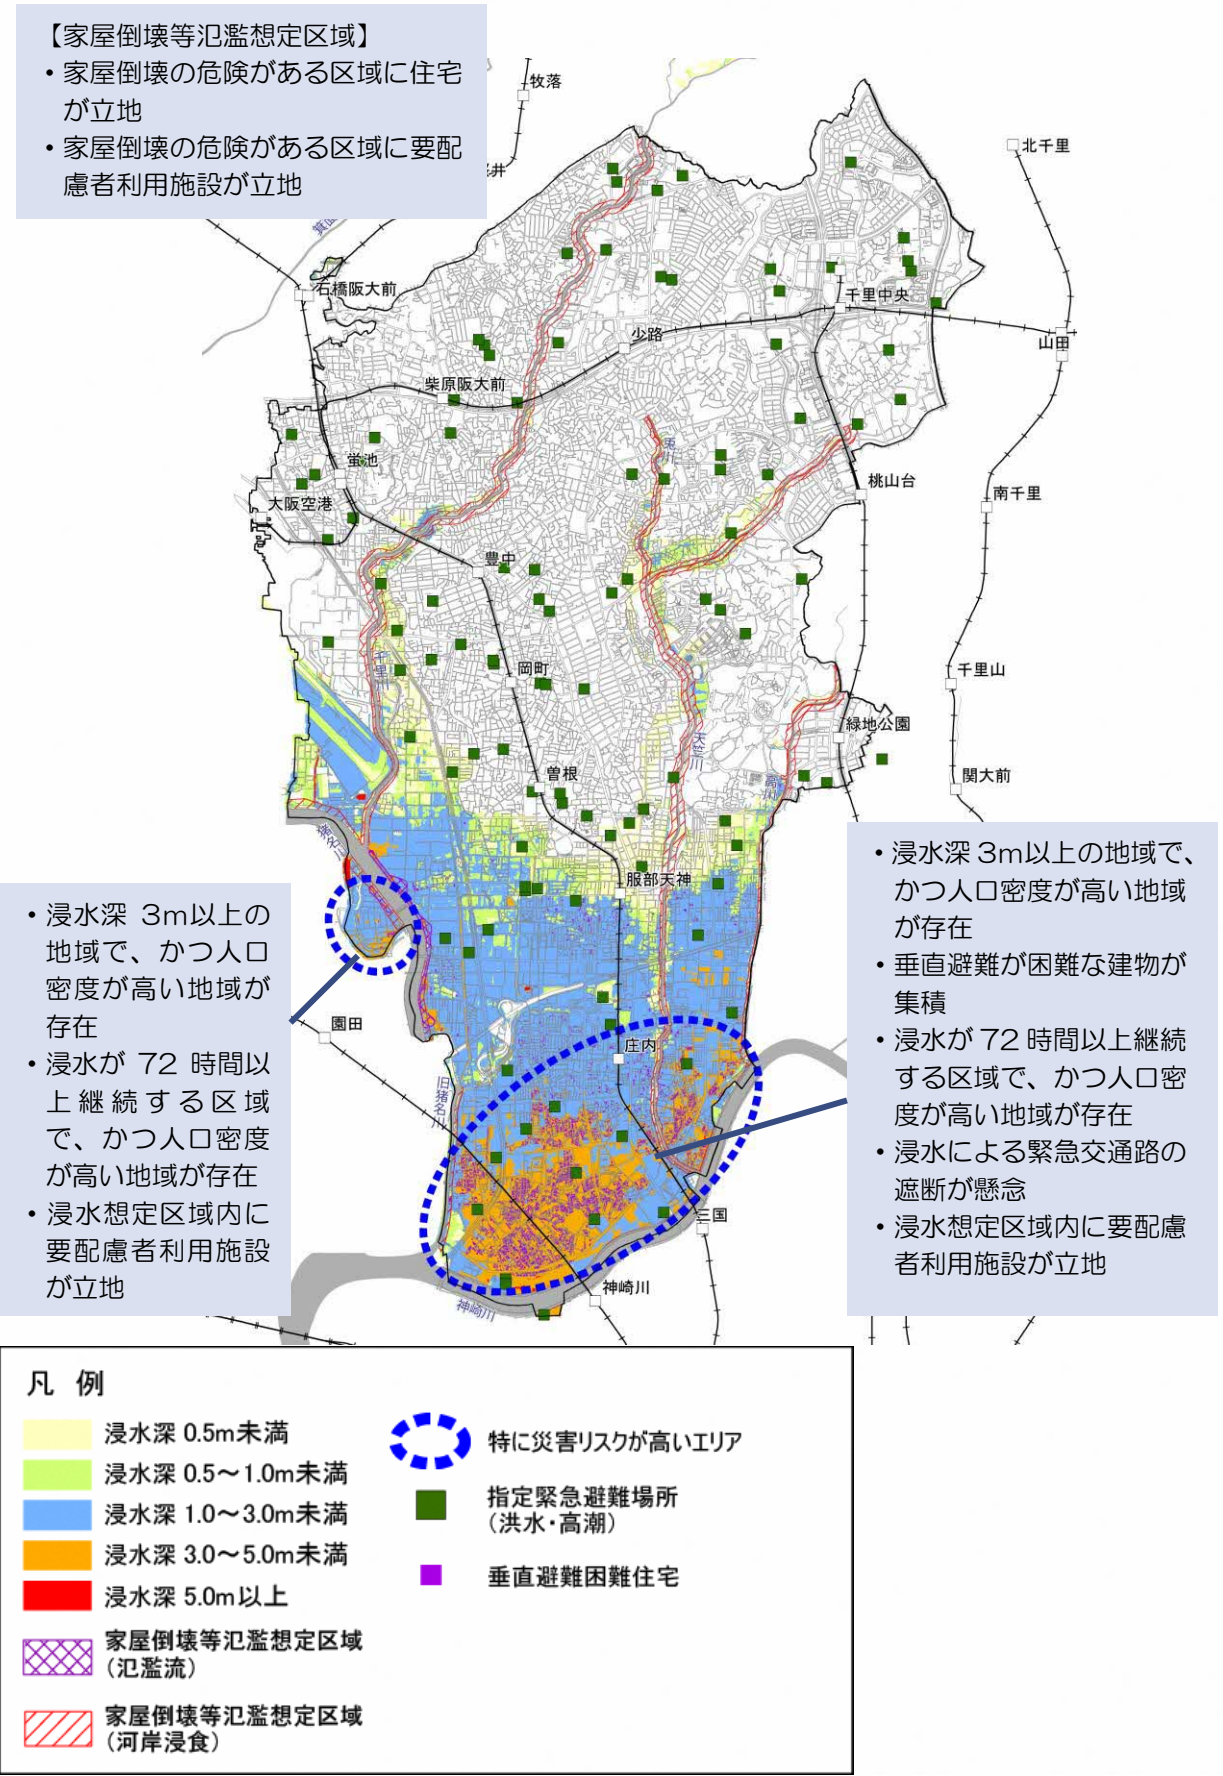 【家屋倒壊等氾濫想定区域】
・家屋倒壊の危険がある区域に住宅
が立地
・家屋倒壊の危険がある区域に要配
慮者利用施設が立地
牧落
北千里
石橋阪大前
千里中央
少路
山田
柴原阪大前
蛍池
大阪空港
桃山台
南千里
豊中
千里川
岡町
千里山
天竺川
緑地公園
高川
曽根
関大前
猪名川
服部天神
・浸水深 3m以上の
地域で、かつ人口
密度が高い地域が
存在
・浸水が 72 時間以
上継続する区域
で、かつ人口密度
が高い地域が存在
・浸水想定区域内に
要配慮者利用施設
が立地
・浸水深 3m以上の地域で、
かつ人口密度が高い地域
が存在
・垂直避難が困難な建物が
集積
・浸水が 72 時間以上継続
する区域で、かつ人口密
度が高い地域が存在
・浸水による緊急交通路の
遮断が懸念
・浸水想定区域内に要配慮
者利用施設が立地
園田
庄内
旧猪名川
三国
神崎川
神崎川
凡 例
浸水深 0.5m未満
浸水深 0.5～1.0m未満
浸水深 1.0～3.0m未満
浸水深 3.0～5.0m未満
浸水深 5.0m以上
家屋倒壊等氾濫想定区域
（氾濫流）
家屋倒壊等氾濫想定区域
（河岸浸食）
特に災害リスクが高いエリア
指定緊急避難場所
（洪水・高潮）
垂直避難困難住宅